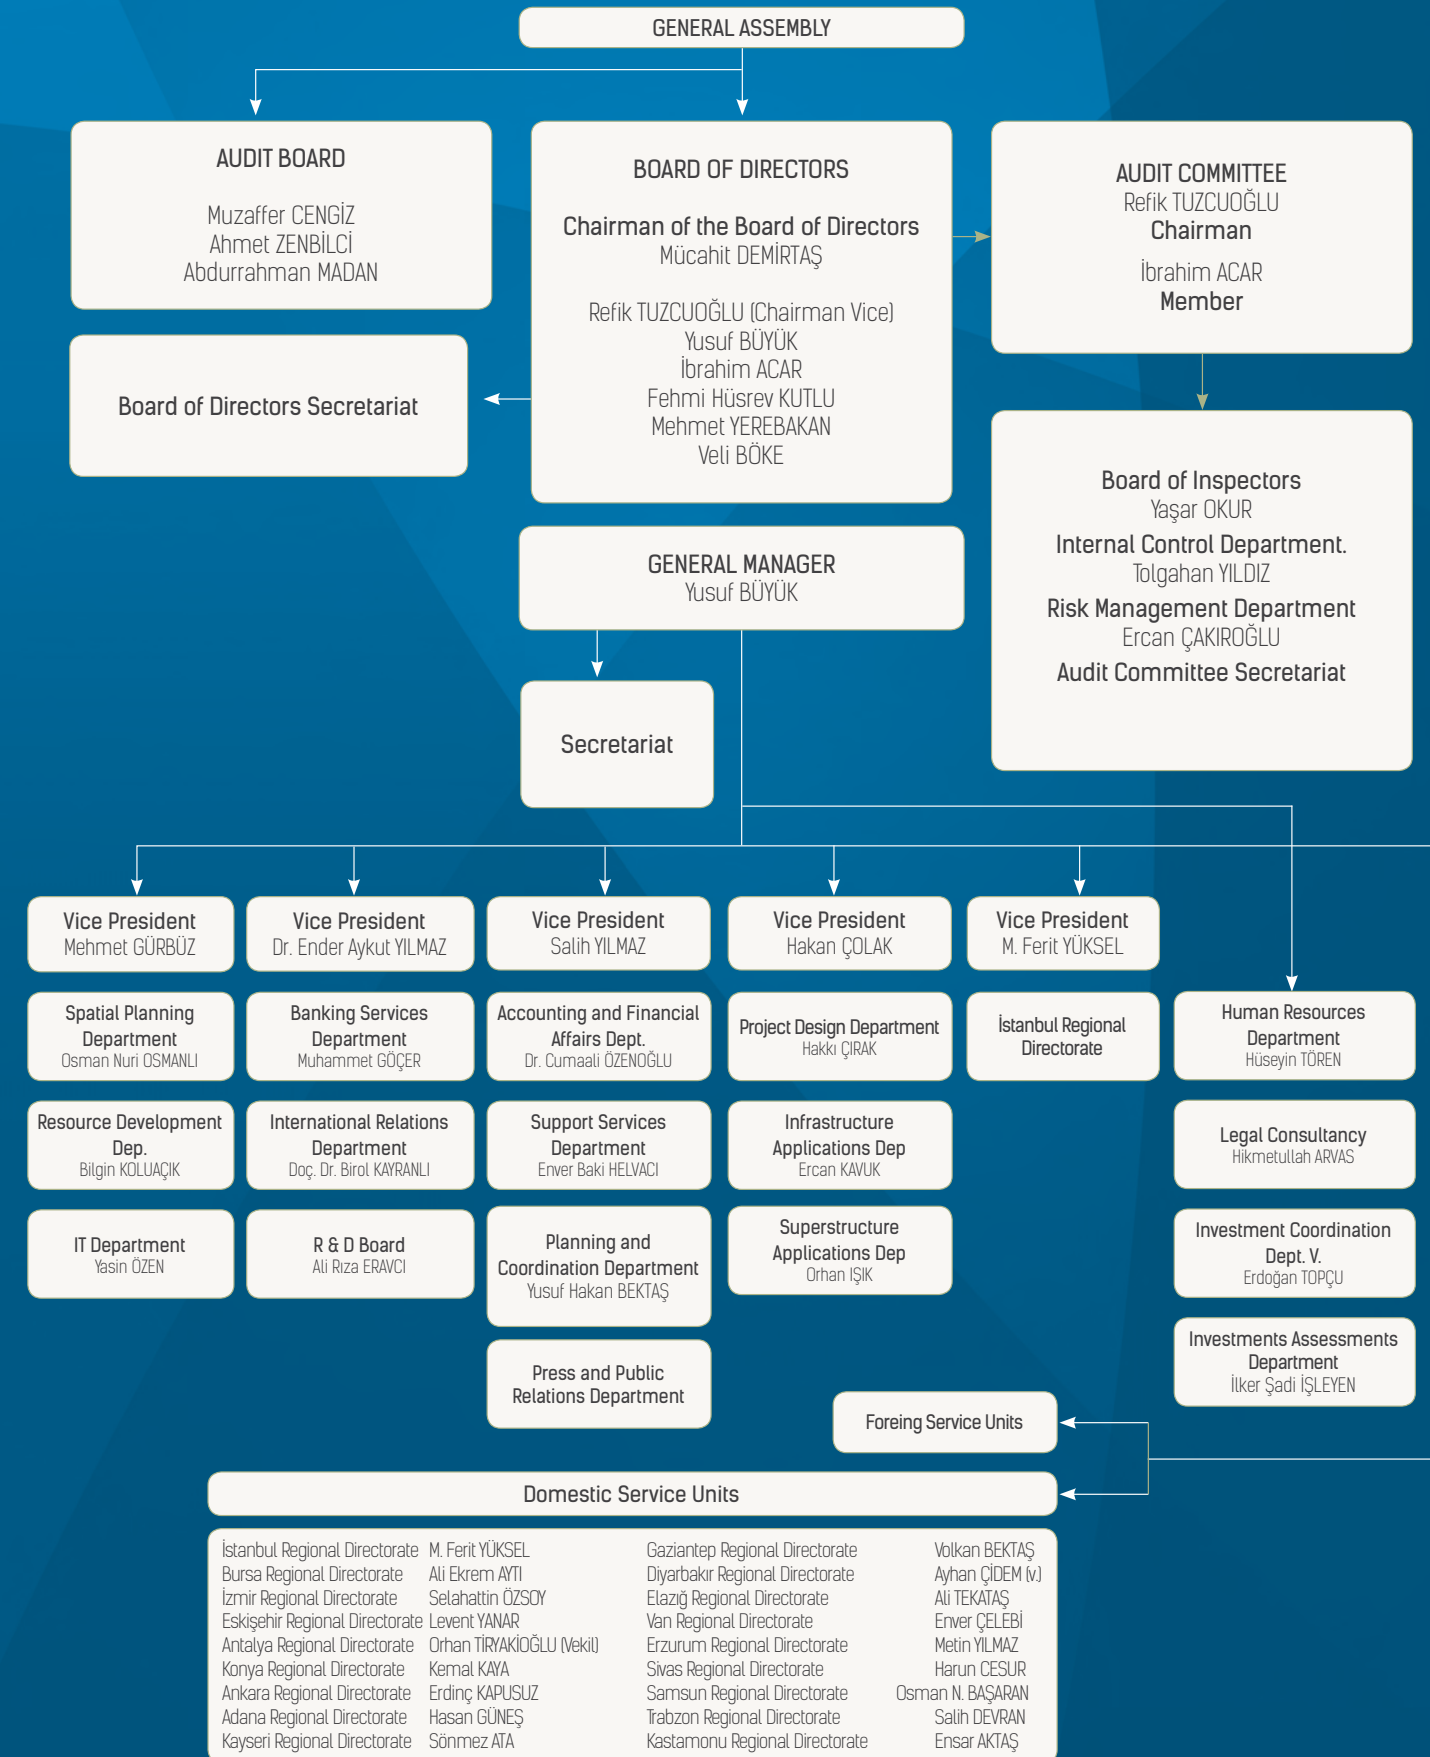 GENERAL ASSEMBLY
AUDIT BOARD
Muzaffer CENGİZ
Ahmet ZENBİLCİ
Abdurrahman MADAN
BOARD OF DIRECTORS
Chairman of the Board of Directors
Mücahit DEMİRTAŞ
Refik TUZCUOĞLU (Chairman Vice)
Yusuf BÜYÜK
İbrahim ACAR
Fehmi Hüsrev KUTLU
Mehmet YEREBAKAN
Veli BÖKE
AUDIT COMMITTEE
Refik TUZCUOĞLU
Chairman
İbrahim ACAR
Member
Board of Directors Secretariat
Board of Inspectors
Yaşar OKUR
Internal Control Department.
Tolgahan YILDIZ
Risk Management Department
Ercan ÇAKIROĞLU
Audit Committee Secretariat
GENERAL MANAGER
Yusuf BÜYÜK
Secretariat
Vice President
Mehmet GÜRBÜZ
Spatial Planning
Department
Osman Nuri OSMANLI
Resource Development
Dep.
Bilgin KOLUAÇIK
IT Department
Yasin ÖZEN
Vice President
Dr. Ender Aykut YILMAZ
Banking Services
Department
Muhammet GÖÇER
International Relations
Department
Doç. Dr. Birol KAYRANLI
R & D Board
Ali Rıza ERAVCI
Vice President
Salih YILMAZ
Accounting and Financial
Affairs Dept.
Dr. Cumaali ÖZENOĞLU
Support Services
Department
Enver Baki HELVACI
Planning and
Coordination Department
Yusuf Hakan BEKTAŞ
Press and Public
Relations Department
Vice President
Hakan ÇOLAK
Project Design Department
Hakkı ÇIRAK
Infrastructure
Applications Dep
Ercan KAVUK
Superstructure
Applications Dep
Orhan IŞIK
Vice President
M. Ferit YÜKSEL
İstanbul Regional
Directorate
Human Resources
Department
Hüseyin TÖREN
Legal Consultancy
Hikmetullah ARVAS
Investment Coordination
Dept. V.
Erdoğan TOPÇU
Investments Assessments
Department
İlker Şadi İŞLEYEN
Foreing Service Units
Domestic Service Units
İstanbul Regional Directorate M. Ferit YÜKSEL Gaziantep Regional Directorate Volkan BEKTAŞ
Bursa Regional Directorate Ali Ekrem AYTI Diyarbakır Regional Directorate Ayhan ÇİDEM (v.)
İzmir Regional Directorate Selahattin ÖZSOY Elazığ Regional Directorate Ali TEKATAŞ
Eskişehir Regional Directorate Levent YANAR Van Regional Directorate Enver ÇELEBİ
Antalya Regional Directorate Orhan TİRYAKİOĞLU (Vekil) Erzurum Regional Directorate Metin YILMAZ
Konya Regional Directorate Kemal KAYA Sivas Regional Directorate Harun CESUR
Ankara Regional Directorate Erdinç KAPUSUZ Samsun Regional Directorate Osman N. BAŞARAN
Adana Regional Directorate Hasan GÜNEŞ Trabzon Regional Directorate Salih DEVRAN
Kayseri Regional Directorate Sönmez ATA Kastamonu Regional Directorate Ensar AKTAŞ